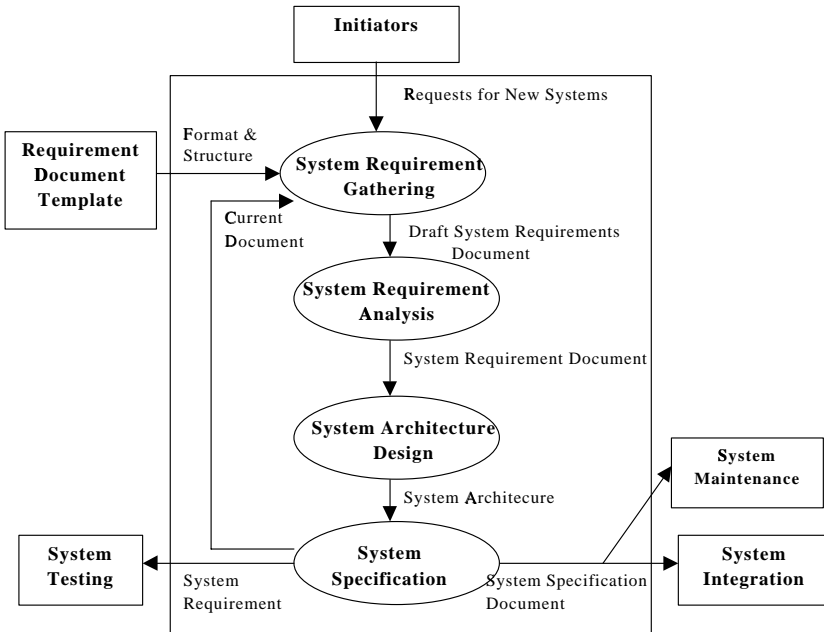 Initiators
Requests for New Systems
Format &
Structure
Requirement
Document
Template
System Requirement
Gathering
Current
Document
Draft System Requirements
Document
System Requirement
Analysis
System Requirement Document
System Architecture
Design
System
Maintenance
System Architecure
System
Testing
System
Specification
System
Integration
System
Requirement
System Specification
Document